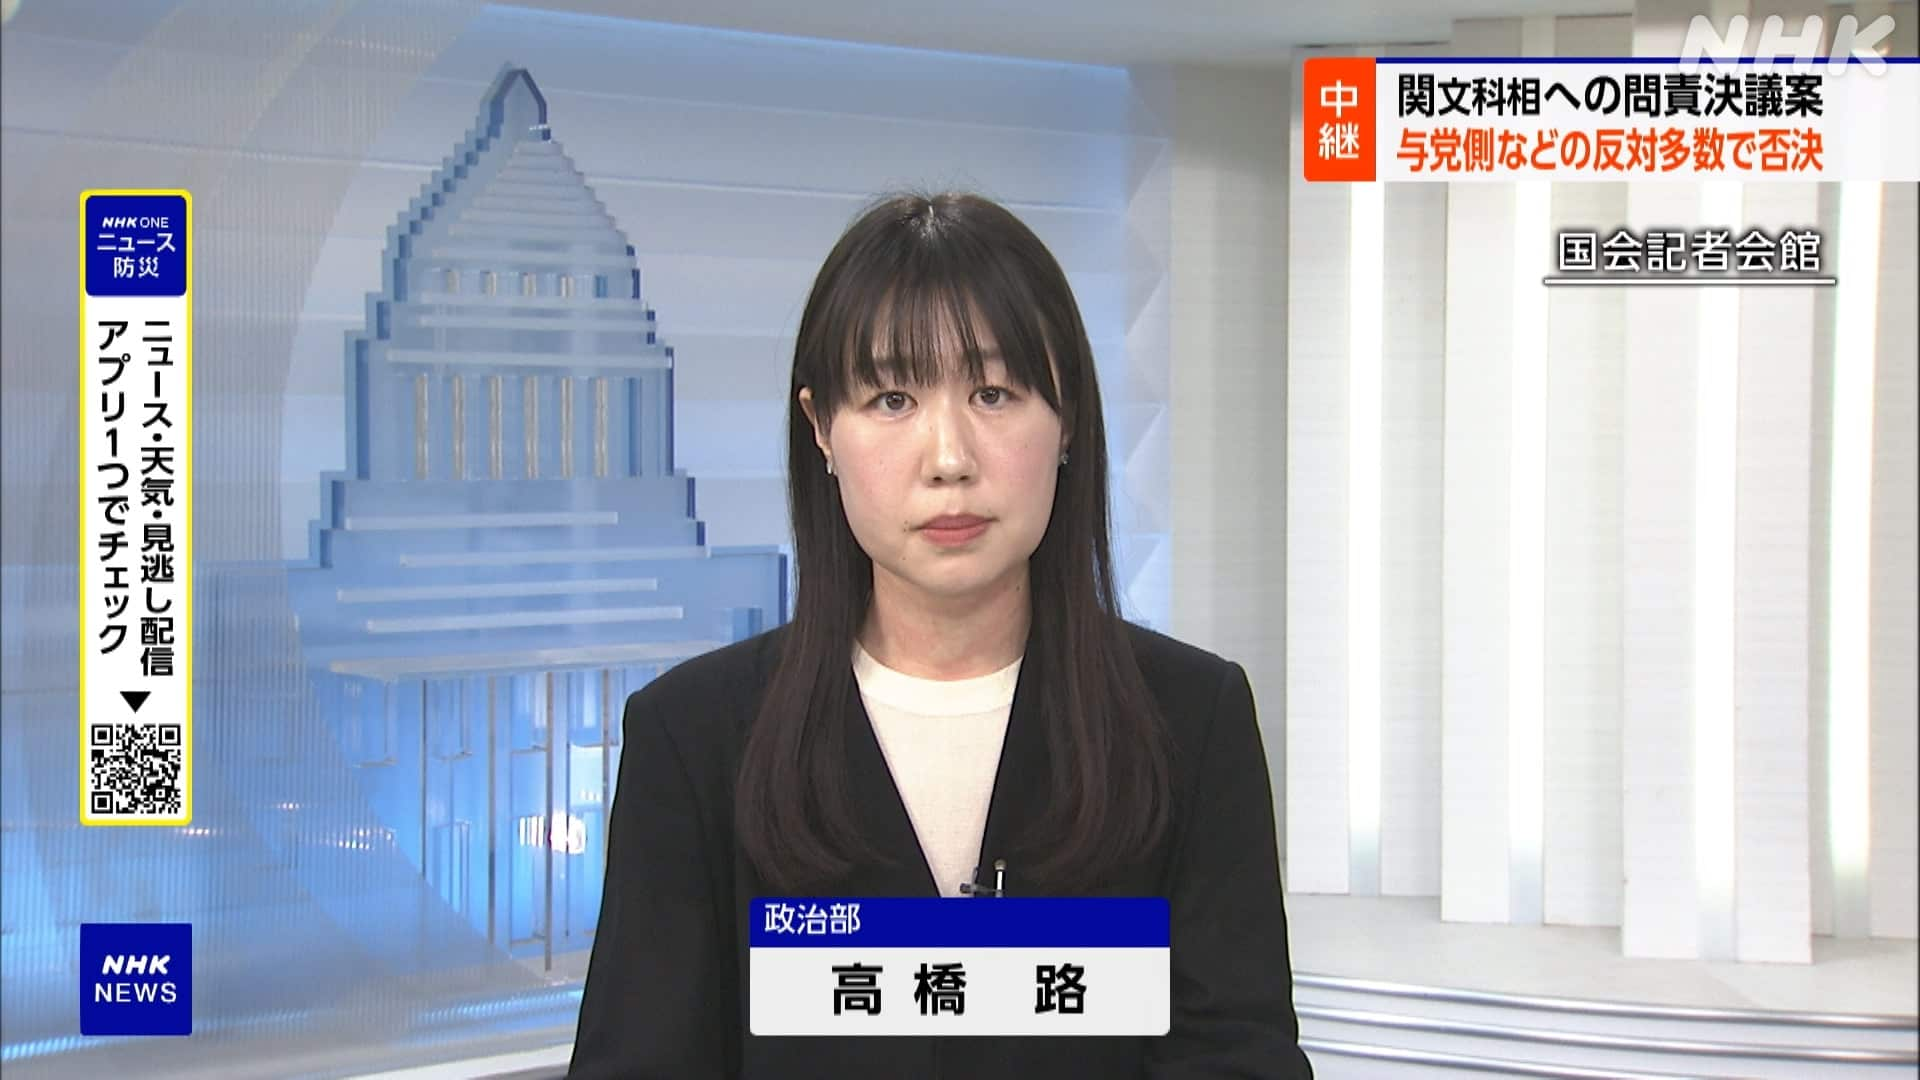 NHK
中継
関文科相への問責決議案
与党側などの反対多数で否決
国会記者会館
NHK ONE
ニュース
防災
ニュース・天気・見逃し配信
アプリ1つでチェック
▼
政治部
高橋 路
NHK
NEWS